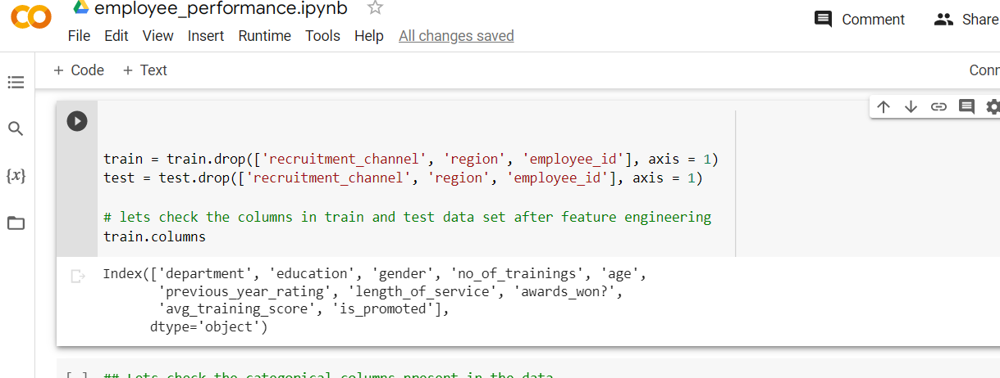 employee_performance.ipynb
File Edit View Insert Runtime Tools Help All changes saved
Comment Share
+ Code + Text
Conn
train = train.drop(['recruitment_channel', 'region', 'employee_id'], axis = 1)
test = test.drop(['recruitment_channel', 'region', 'employee_id'], axis = 1)
# lets check the columns in train and test data set after feature engineering
train.columns
{x}
Index(['department', 'education', 'gender', 'no_of_trainings', 'age',
'previous_year_rating', 'length_of_service', 'awards_won?',
'avg_training_score', 'is_promoted'],
dtype='object')
[ ] ## Lets check the categorical columns present in the data